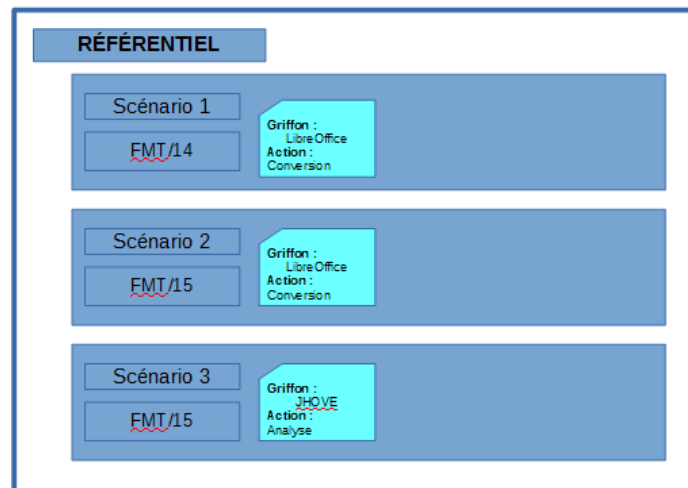 RÉFÉRENTIEL
Scénario 1
FMT/14
Griffon :
LibreOffice
Action :
Conversion
Scénario 2
FMT/15
Griffon :
LibreOffice
Action :
Conversion
Scénario 3
FMT/15
Griffon :
JHOVE
Action :
Analyse